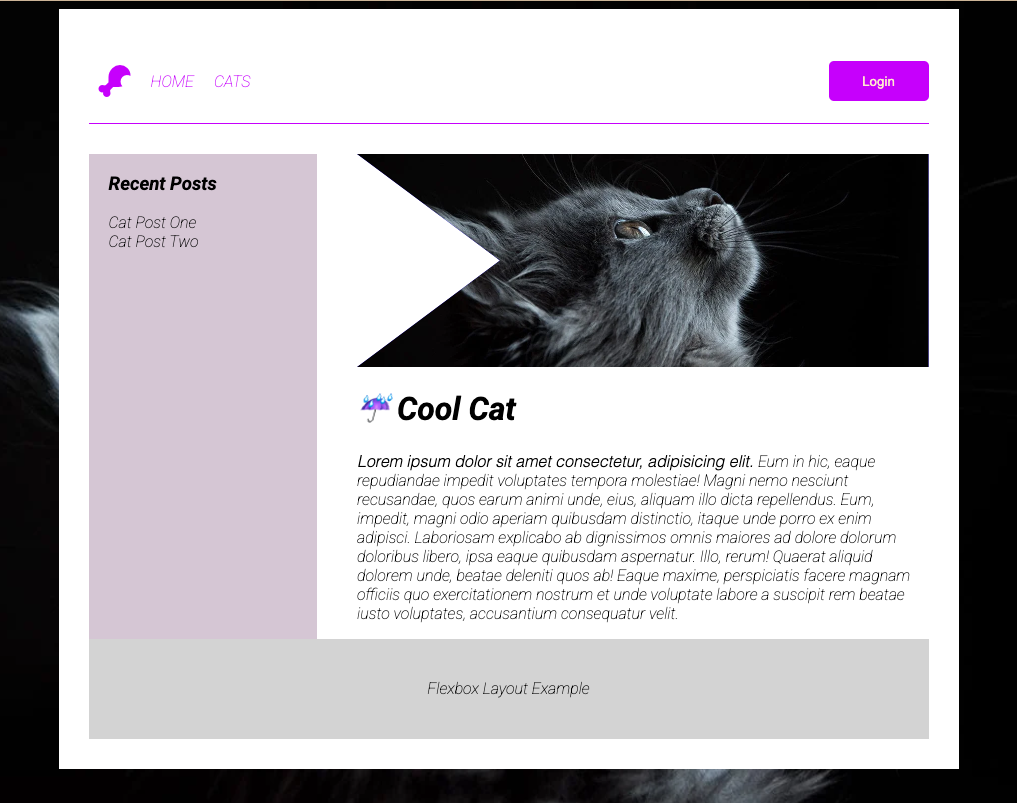 HOME CATS
Login
Recent Posts
Cat Post One
Cat Post Two
Cool Cat
Lorem ipsum dolor sit amet consectetur, adipisicing elit. Eum in hic, eaque
repudiandae impedit voluptates tempora molestiae! Magni nemo nesciunt
recusandae, quos earum animi unde, eius, aliquam illo dicta repellendus. Eum,
impedit, magni odio aperiam quibusdam distinctio, itaque unde porro ex enim
adipisci. Laboriosam explicabo ab dignissimos omnis maiores ad dolore dolorum
doloribus libero, ipsa eaque quibusdam aspernatur. Illo, rerum! Quaerat aliquid
dolorem unde, beatae deleniti quos ab! Eaque maxime, perspiciatis facere magnam
officiis quo exercitationem nostrum et unde voluptate labore a suscipit rem beatae
iusto voluptates, accusantium consequatur velit.
Flexbox Layout Example